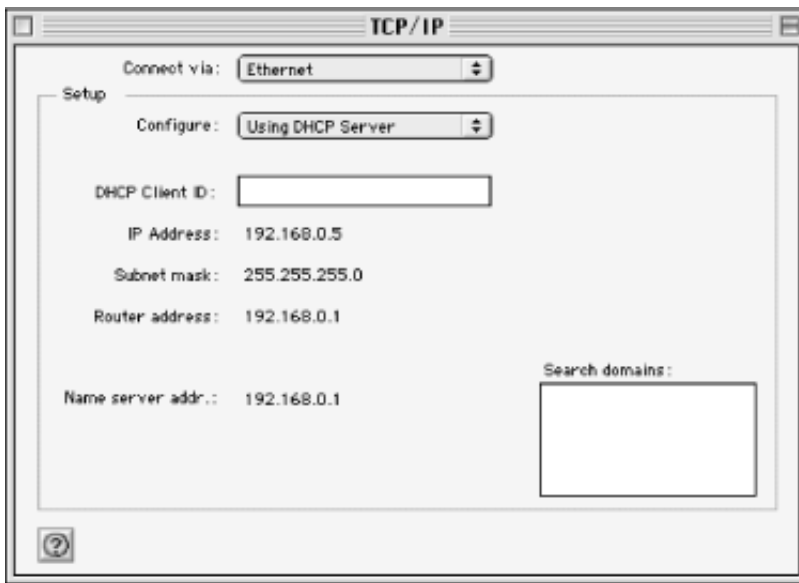 TCP/IP
Connect via: Ethernet
Setup
Configure: Using DHCP Server
DHCP Client ID:
IP Address: 192.168.0.5
Subnet mask: 255.255.255.0
Router address: 192.168.0.1
Search domains:
Name server addr.: 192.168.0.1
?